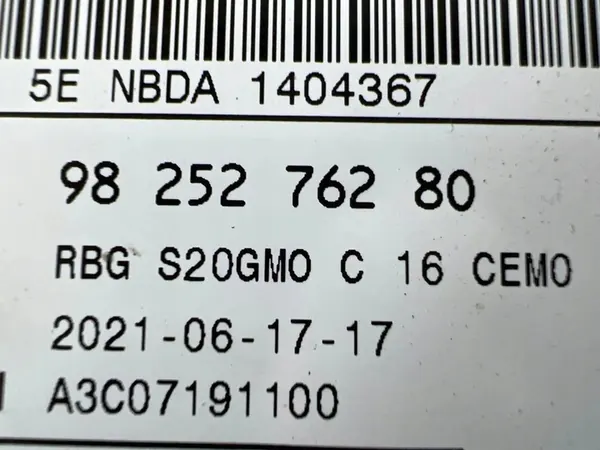 5E NBDA 1404367
98 252 762 80
RBG S20GMO C 16 CEMO
2021-06-17-17
A3C07191100